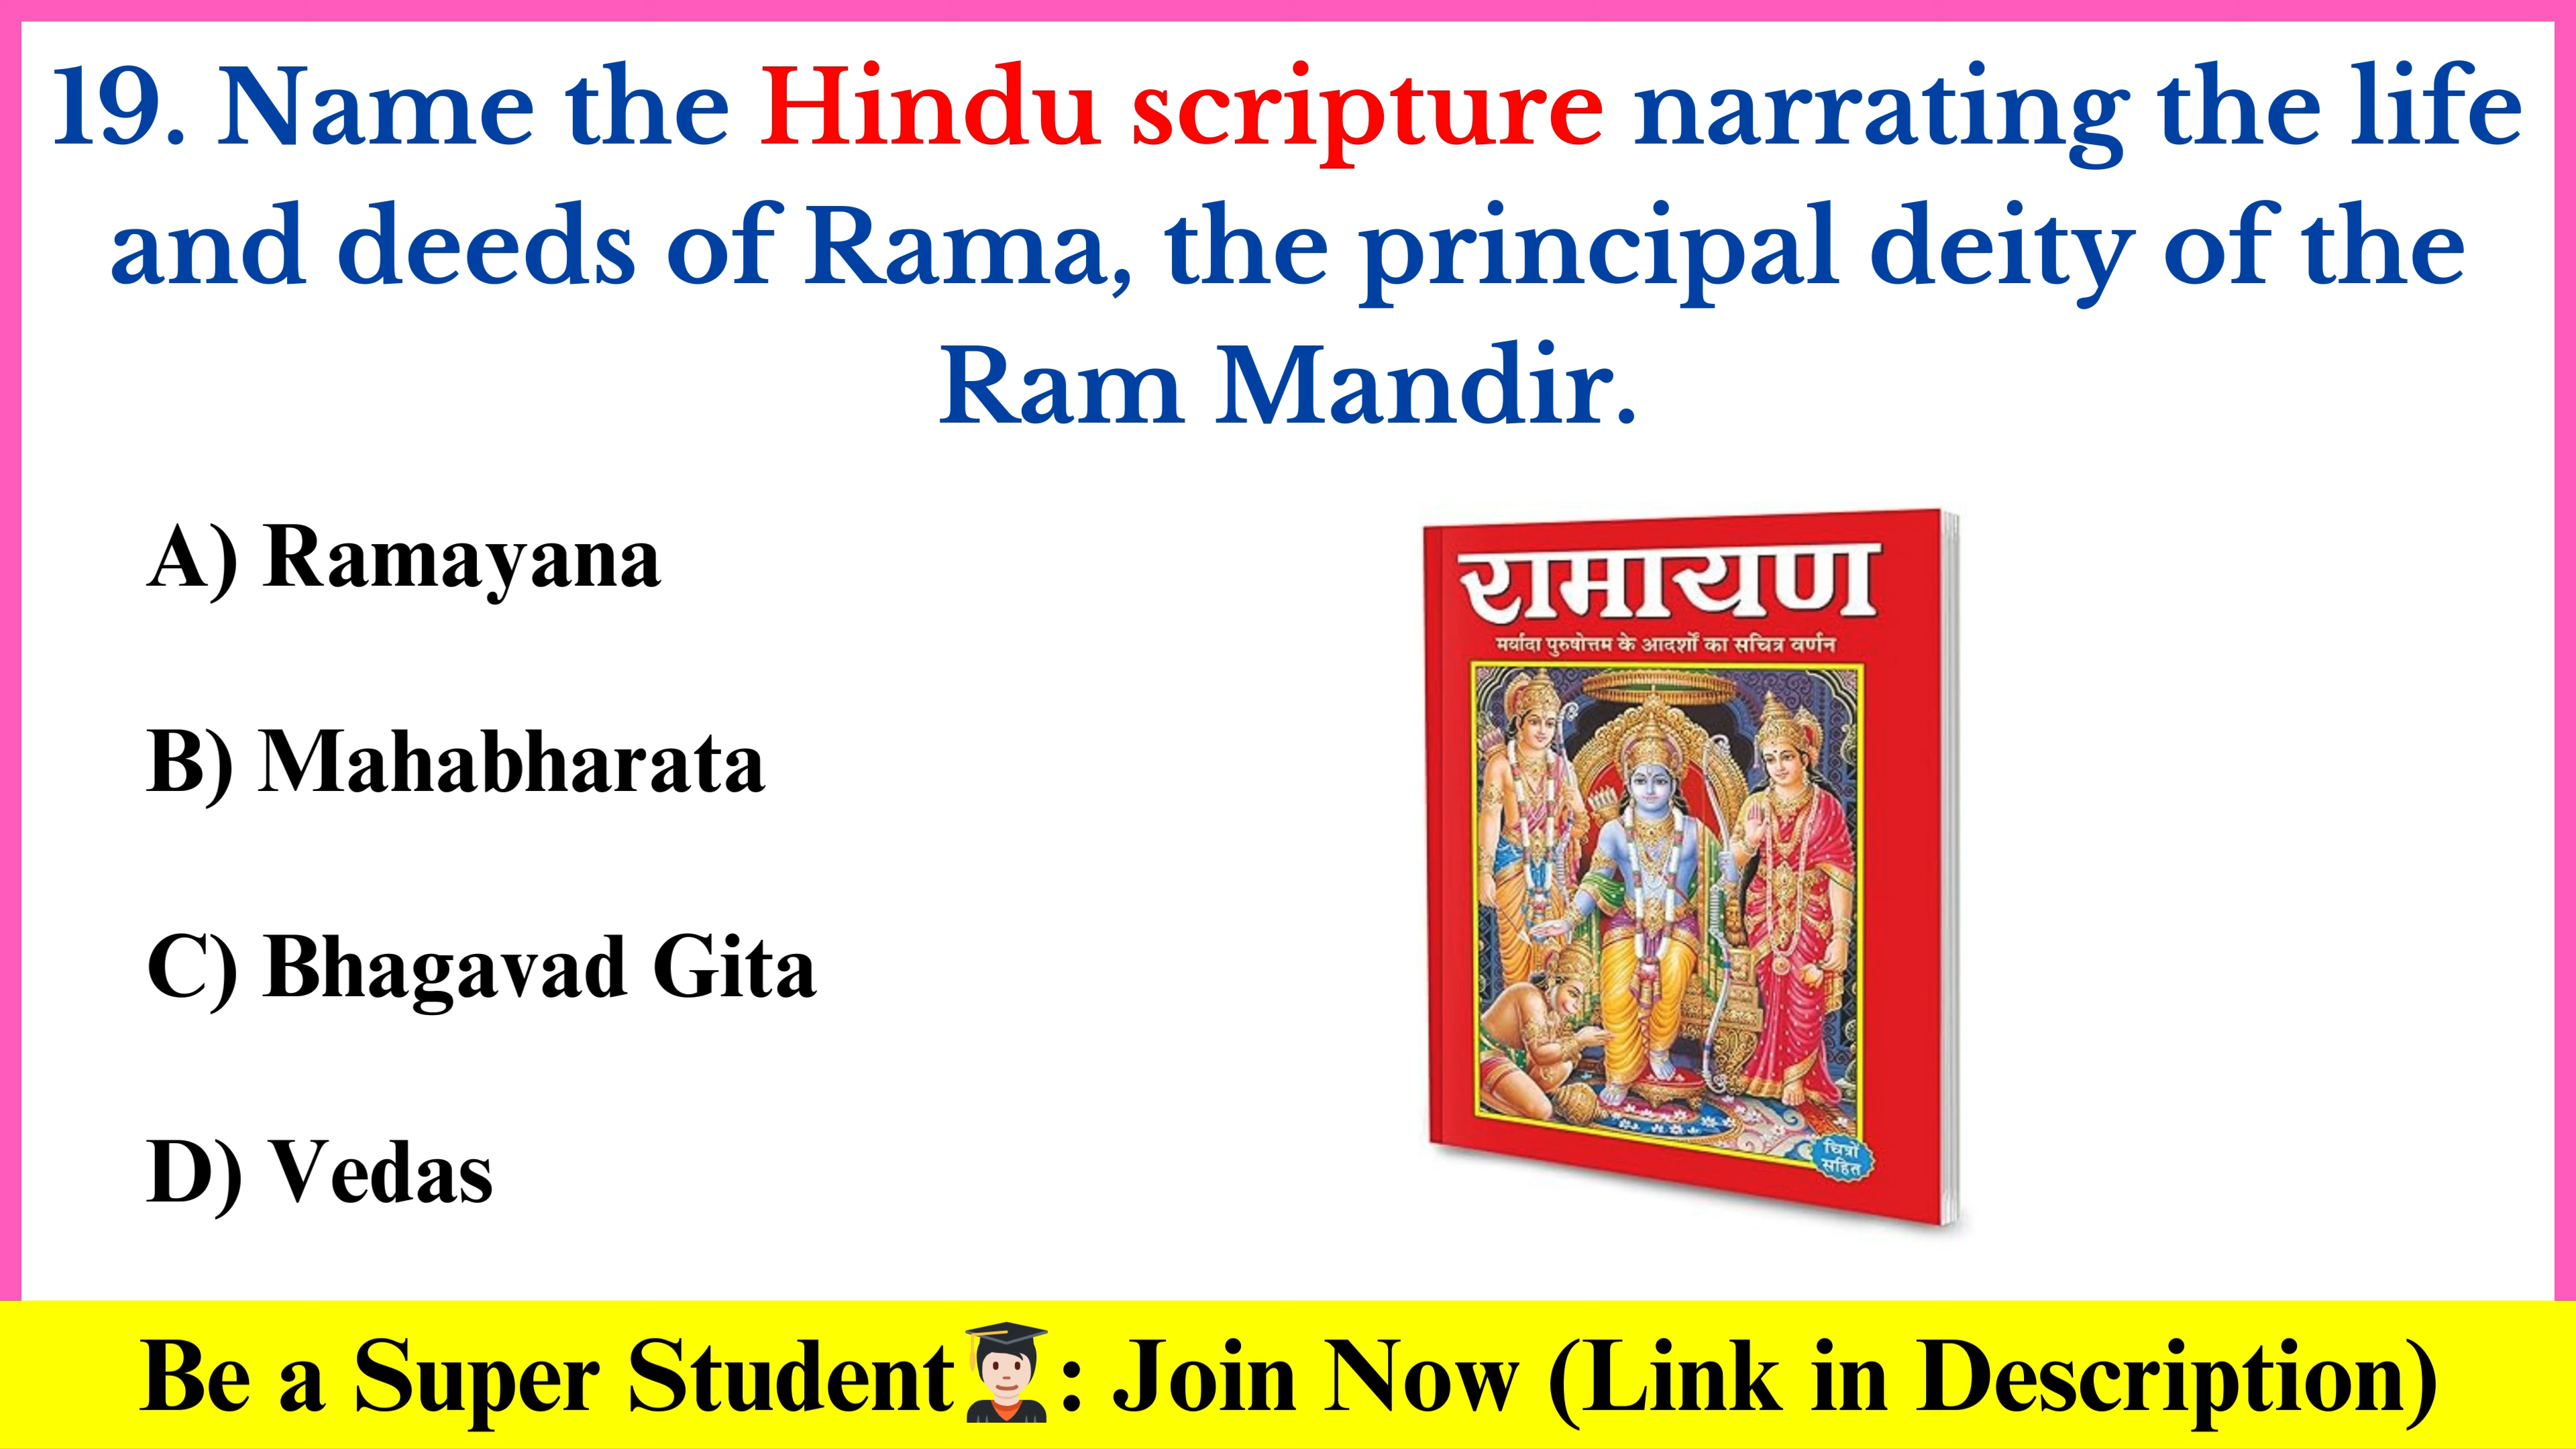 19. Name the Hindu scripture narrating the life
and deeds of Rama, the principal deity of the
Ram Mandir.
A) Ramayana
B) Mahabharata
C) Bhagavad Gita
D) Vedas
रामायण
मर्यादा पुरुषोत्तम के आदर्शों का सचित्र वर्णन
चित्रों
सहित
Be a Super Student👨🏻‍🎓: Join Now (Link in Description)